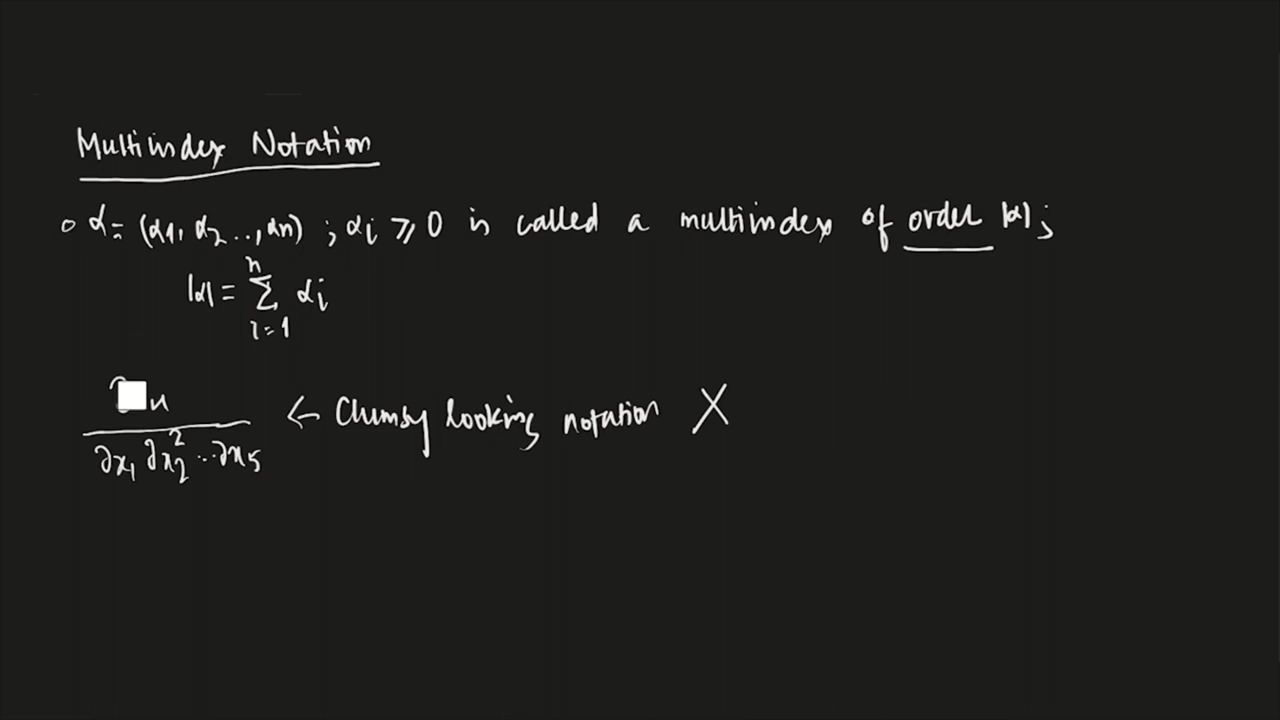 Multiindex Notation
∘ α = (α1, α2 .., αn) ; αi ⩾ 0 is called a multiindex of order |α| ;
|α| = ∑_{i=1}^{n} αi
∂ u
∂x1 ∂x2^2 ..∂x5
← Clumsy looking notation X